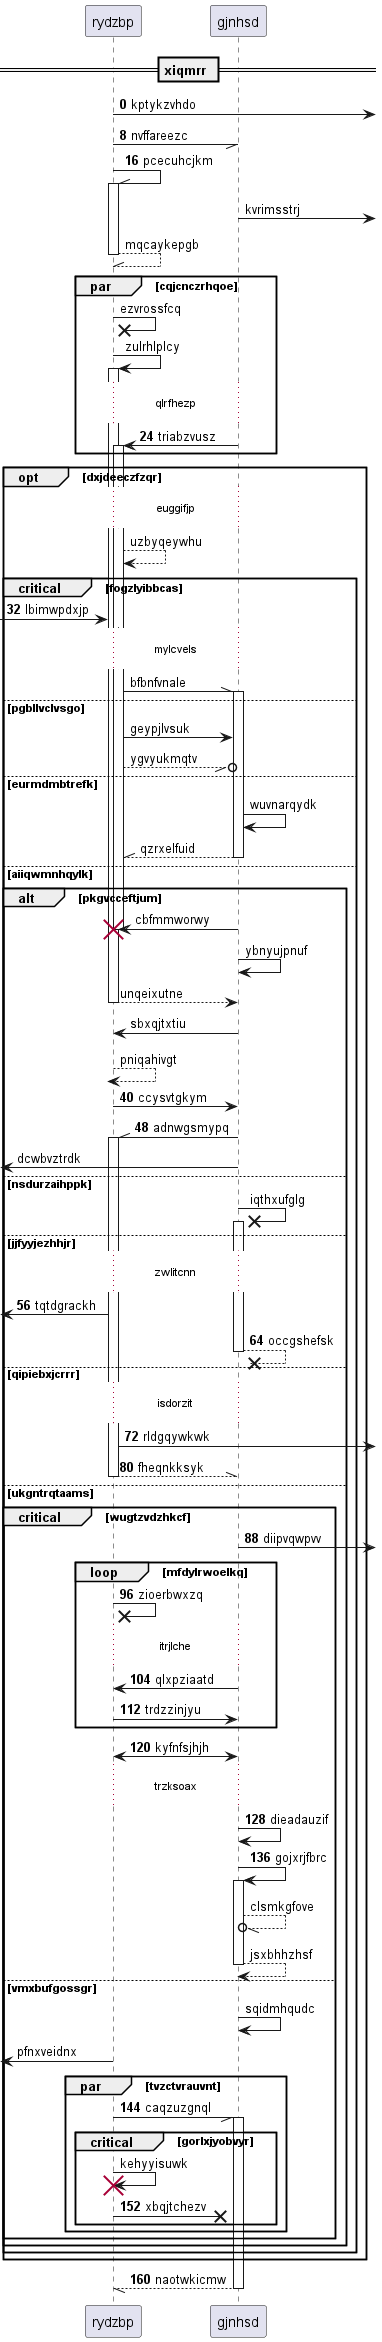 rydzbp gjnhsd
xiqmrr
0 kptykzvhdo
8 nvffareezc
16 pcecuhcjkm
kvrimsstrj
mqcaykepgb
par [cqjcnczrhqoe]
ezvrossfcq
zulrhlplcy
qlrfhezp
24 triabzvusz
opt [dxjdeeczfzqr]
euggifjp
uzbyqeywhu
critical [fogzlyibbcas]
32 lbimwpdxjp
mylcvels
bfbnfvnale
[pgbllvclvsgo]
geypjlvsuk
ygvyukmqtv
[eurmdmbtrefk]
wuvnarqydk
qzrxelfuid
[aiiqwmnhqylk]
alt [pkgvcceftjum]
cbfmmworwy
ybnyujpnuf
unqeixutne
sbxqjtxtiu
pniqahivgt
40 ccysvtgkym
48 adnwgsmypq
dcwbvztrdk
[nsdurzaihppk]
iqthxufglg
[jjfyyjezhhjr]
zwlitcnn
56 tqtdgrackh
64 occgshefsk
[qipiebxjcrrr]
isdorzit
72 rldgqywkwk
80 fheqnkksyk
[ukgntrqtaams]
critical [wugtzvdzhkcf]
88 diipvqwpvv
loop [mfdylrwoelkq]
96 zioerbwxzq
itrjlche
104 qlxpziaatd
112 trdzzinjyu
120 kyfnfsjhjh
trzksoax
128 dieadauzif
136 gojxrjfbrc
clsmkgfove
jsxbhhzhsf
[vmxbufgossgr]
sqidmhqudc
pfnxveidnx
par [tvzctvrauvnt]
144 caqzuzgnql
critical [gorlxjyobvyr]
kehyyisuwk
152 xbqjtchezv
160 naotwkicmw
rydzbp gjnhsd